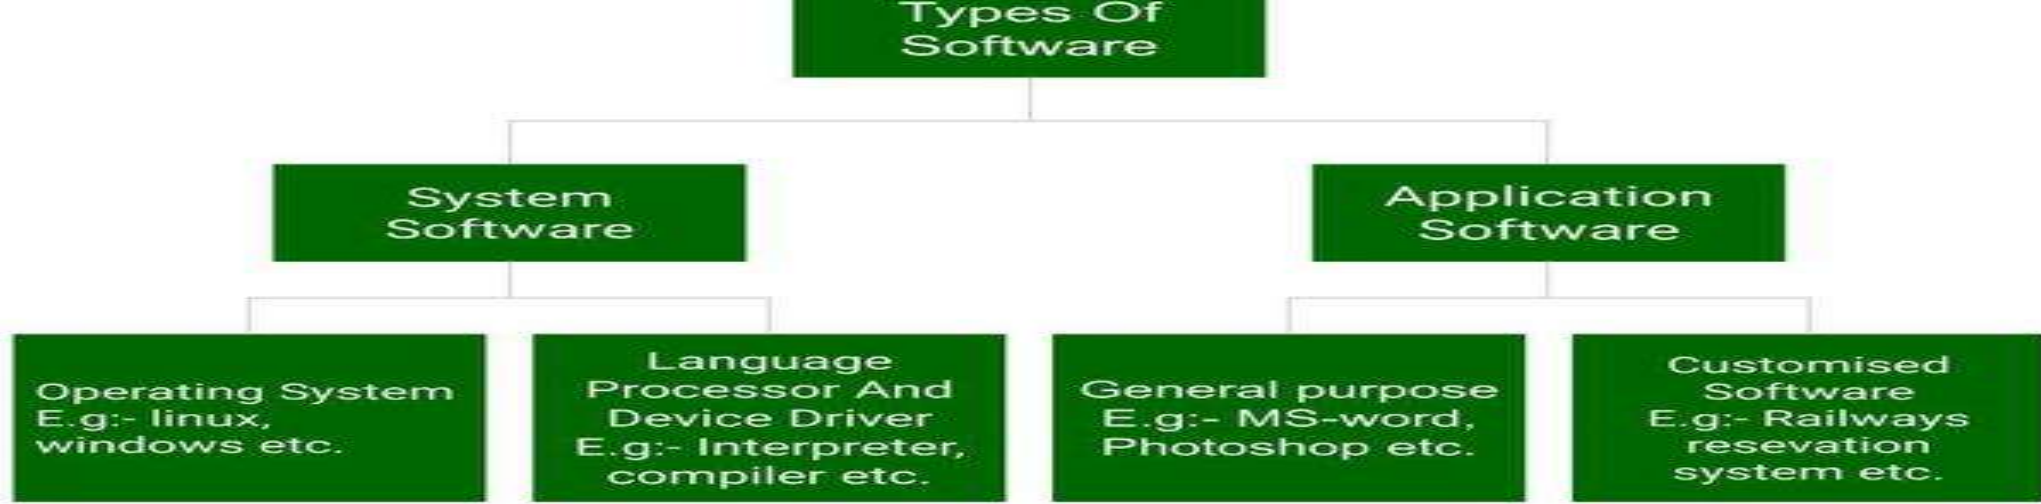 Types Of
Software
System
Software
Application
Software
Operating System
E.g:- linux,
windows etc.
Language
Processor And
Device Driver
E.g:- Interpreter,
compiler etc.
General purpose
E.g:- MS-word,
Photoshop etc.
Customised
Software
E.g:- Railways
resevation
system etc.